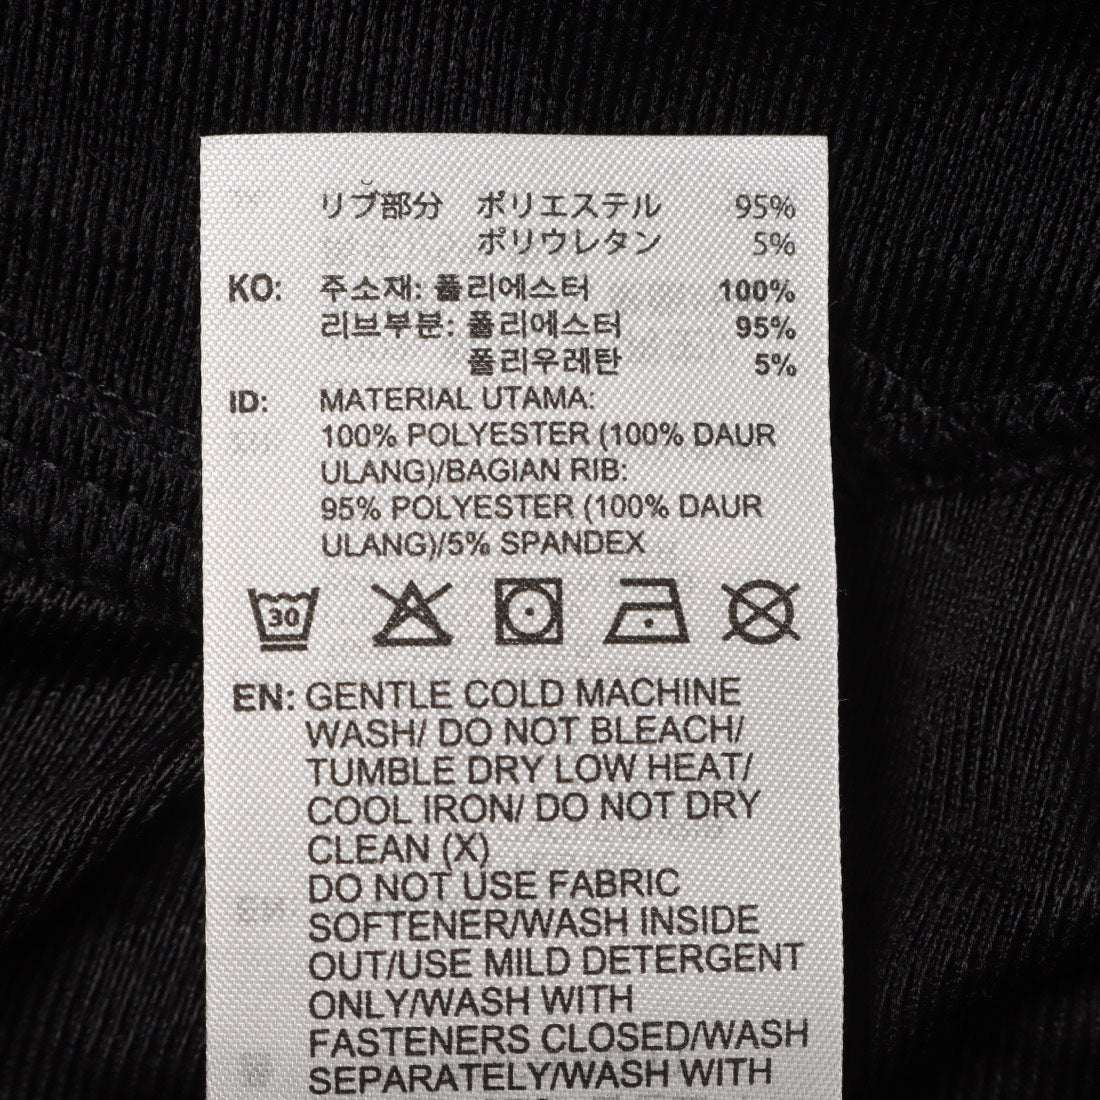 リブ部分 ポリエステル 95%
ポリウレタン 5%
KO: 주소재: 폴리에스터 100%
리브부분: 폴리에스터 95%
폴리우레탄 5%
ID: MATERIAL UTAMA:
100% POLYESTER (100% DAUR
ULANG)/BAGIAN RIB:
95% POLYESTER (100% DAUR
ULANG)/5% SPANDEX
30
EN: GENTLE COLD MACHINE
WASH/ DO NOT BLEACH/
TUMBLE DRY LOW HEAT/
COOL IRON/ DO NOT DRY
CLEAN (X)
DO NOT USE FABRIC
SOFTENER/WASH INSIDE
OUT/USE MILD DETERGENT
ONLY/WASH WITH
FASTENERS CLOSED/WASH
SEPARATELY/WASH WITH